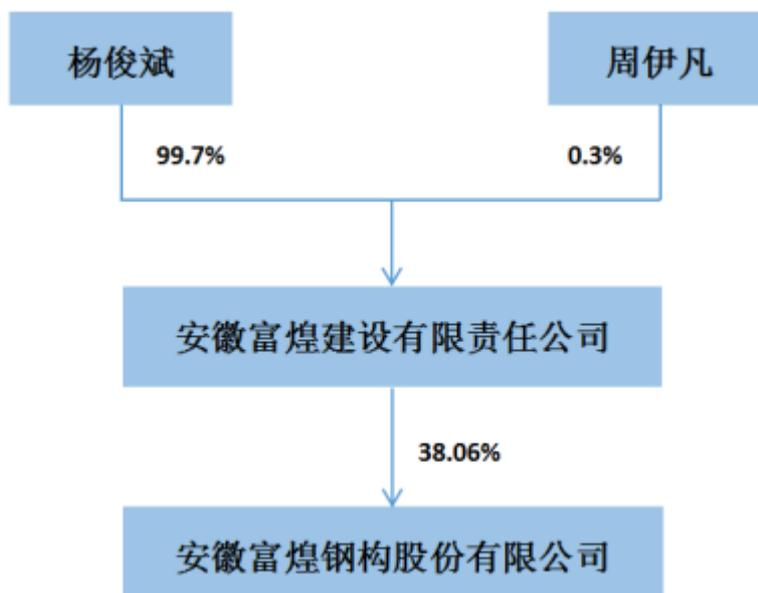 杨俊斌
周伊凡
99.7%
0.3%
安徽富煌建设有限责任公司
38.06%
安徽富煌钢构股份有限公司